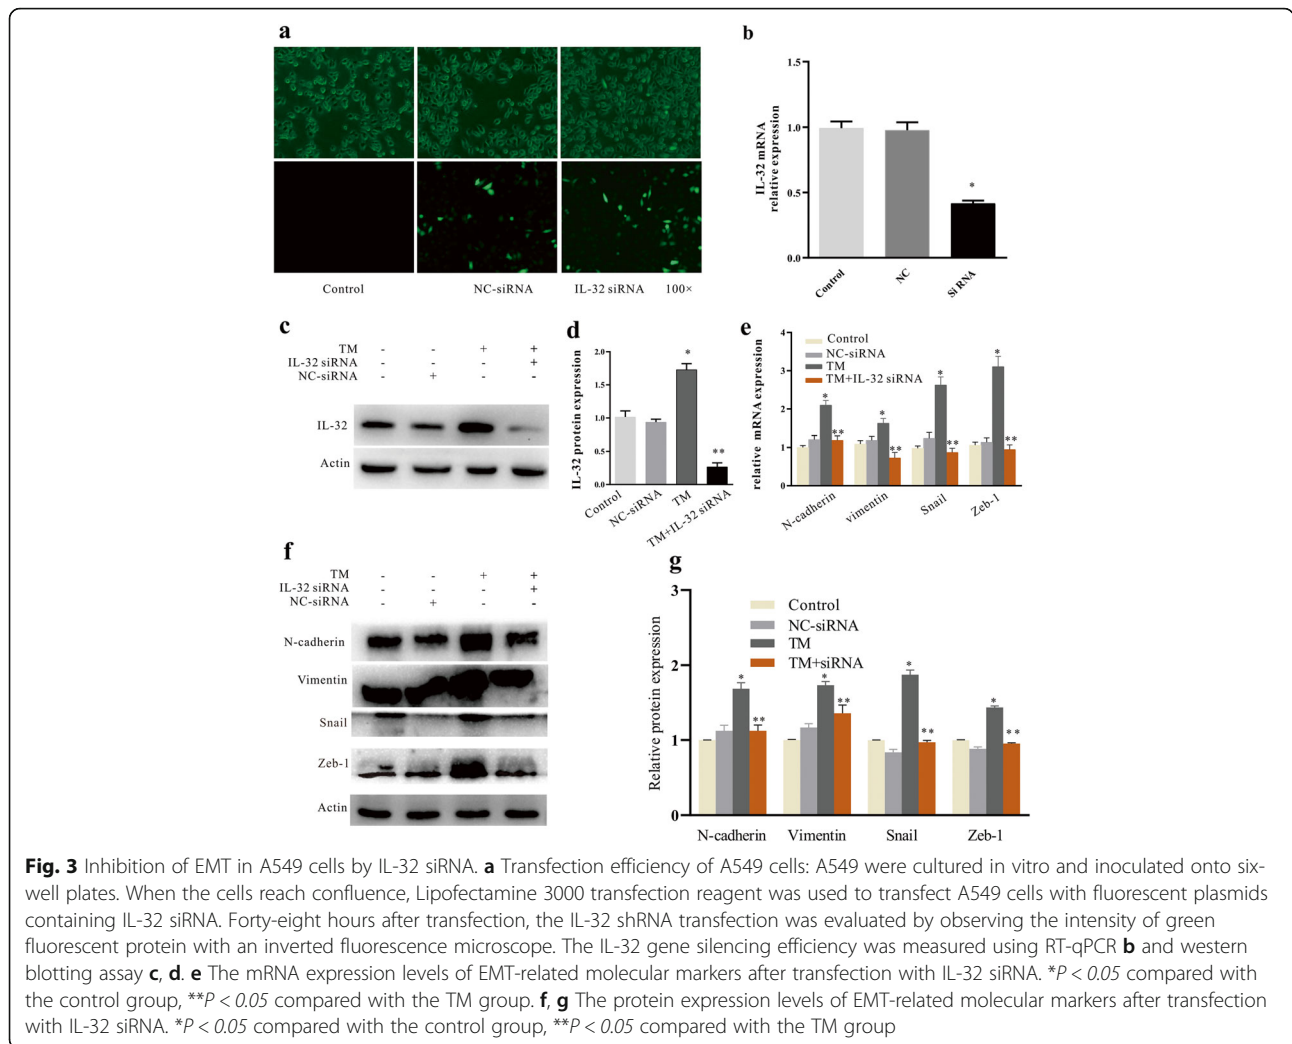 a
Control NC-siRNA IL-32 siRNA 100×
b
IL-32 mRNA
relative expression
1.5
1.0
0.5
0.0
*
Control NC Si RNA
c
TM - - + +
IL-32 siRNA - - - +
NC-siRNA - + - -
IL-32
Actin
d
IL-32 protein expression
2.0
1.5
1.0
0.5
0.0
*
**
Control NC-siRNA TM TM+IL-32 siRNA
e
relative mRNA expression
4
3
2
1
0
Control
NC-siRNA
TM
TM+IL-32 siRNA
* ** * ** * ** * **
N-cadherin vimentin Snail Zeb-1
f
TM - - + +
IL-32 siRNA - - - +
NC-siRNA - + - -
N-cadherin
Vimentin
Snail
Zeb-1
Actin
g
Relative protein expression
3
2
1
0
Control
NC-siRNA
TM
TM+siRNA
* ** * ** * ** * **
N-cadherin Vimentin Snail Zeb-1
Fig. 3 Inhibition of EMT in A549 cells by IL-32 siRNA. a Transfection efficiency of A549 cells: A549 were cultured in vitro and inoculated onto six-
well plates. When the cells reach confluence, Lipofectamine 3000 transfection reagent was used to transfect A549 cells with fluorescent plasmids
containing IL-32 siRNA. Forty-eight hours after transfection, the IL-32 shRNA transfection was evaluated by observing the intensity of green
fluorescent protein with an inverted fluorescence microscope. The IL-32 gene silencing efficiency was measured using RT-qPCR b and western
blotting assay c, d. e The mRNA expression levels of EMT-related molecular markers after transfection with IL-32 siRNA. *P < 0.05 compared with
the control group, **P < 0.05 compared with the TM group. f, g The protein expression levels of EMT-related molecular markers after transfection
with IL-32 siRNA. *P < 0.05 compared with the control group, **P < 0.05 compared with the TM group